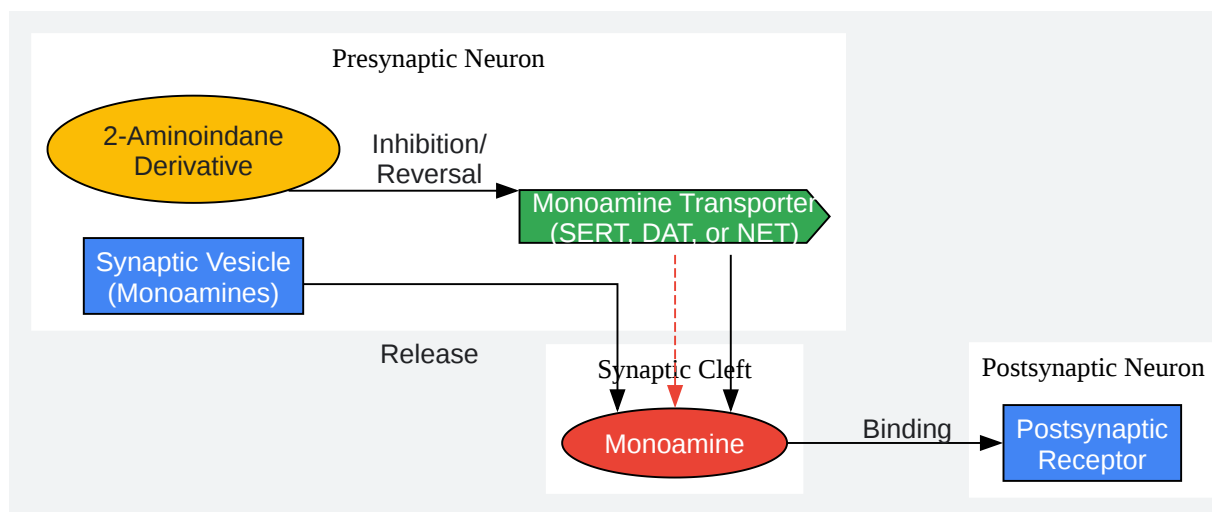 Presynaptic Neuron
2-Aminoindane
Derivative
Inhibition/
Reversal
Monoamine Transporter
(SERT, DAT, or NET)
Synaptic Vesicle
(Monoamines)
Release
Synaptic Cleft
Monoamine
Binding
Postsynaptic Neuron
Postsynaptic
Receptor